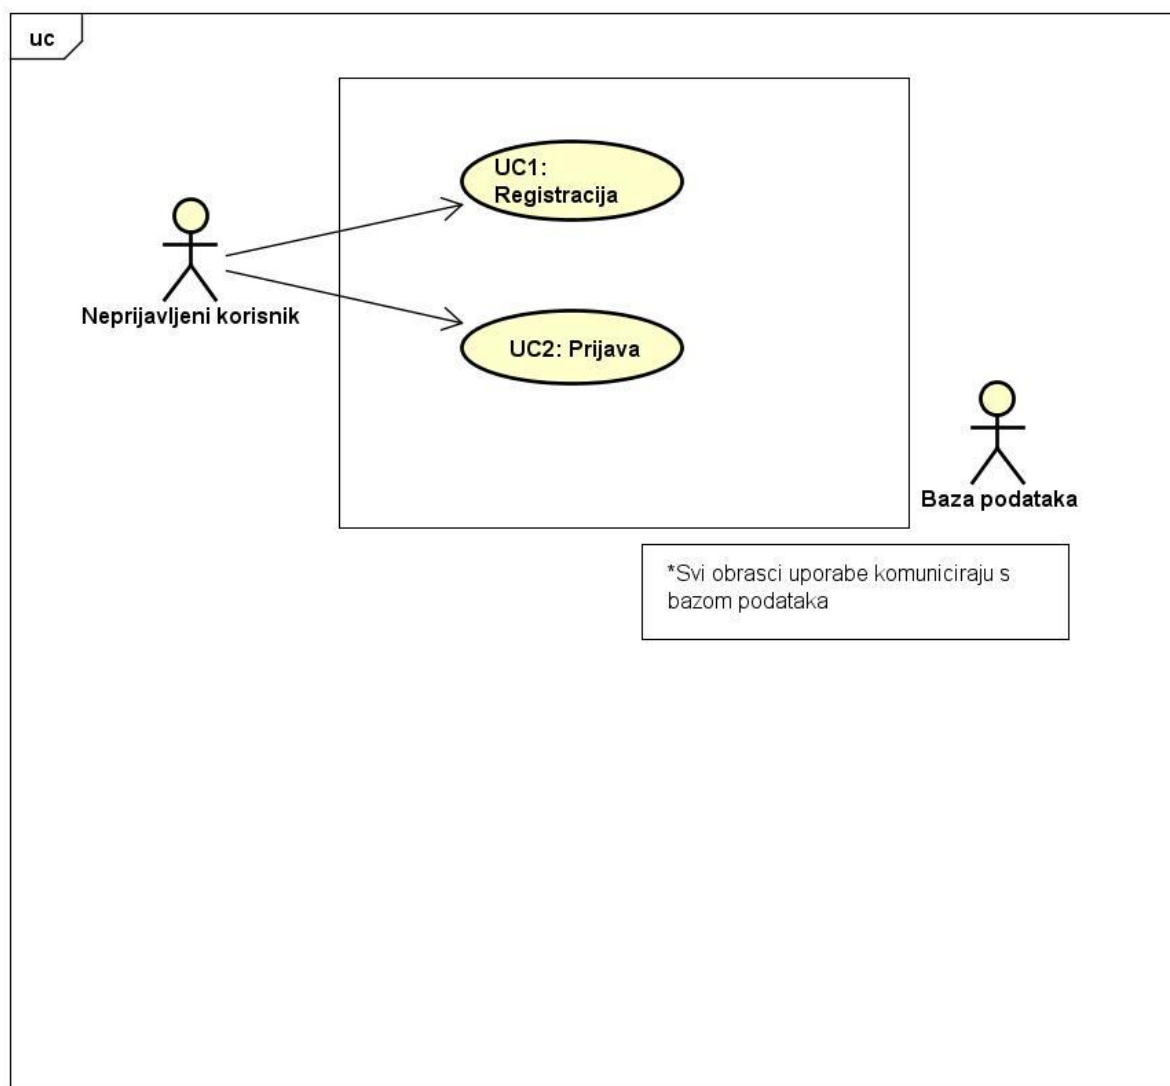 uc
UC1:
Registracija
Neprijavljeni korisnik
UC2: Prijava
Baza podataka
*Svi obrasci uporabe komuniciraju s
bazom podataka